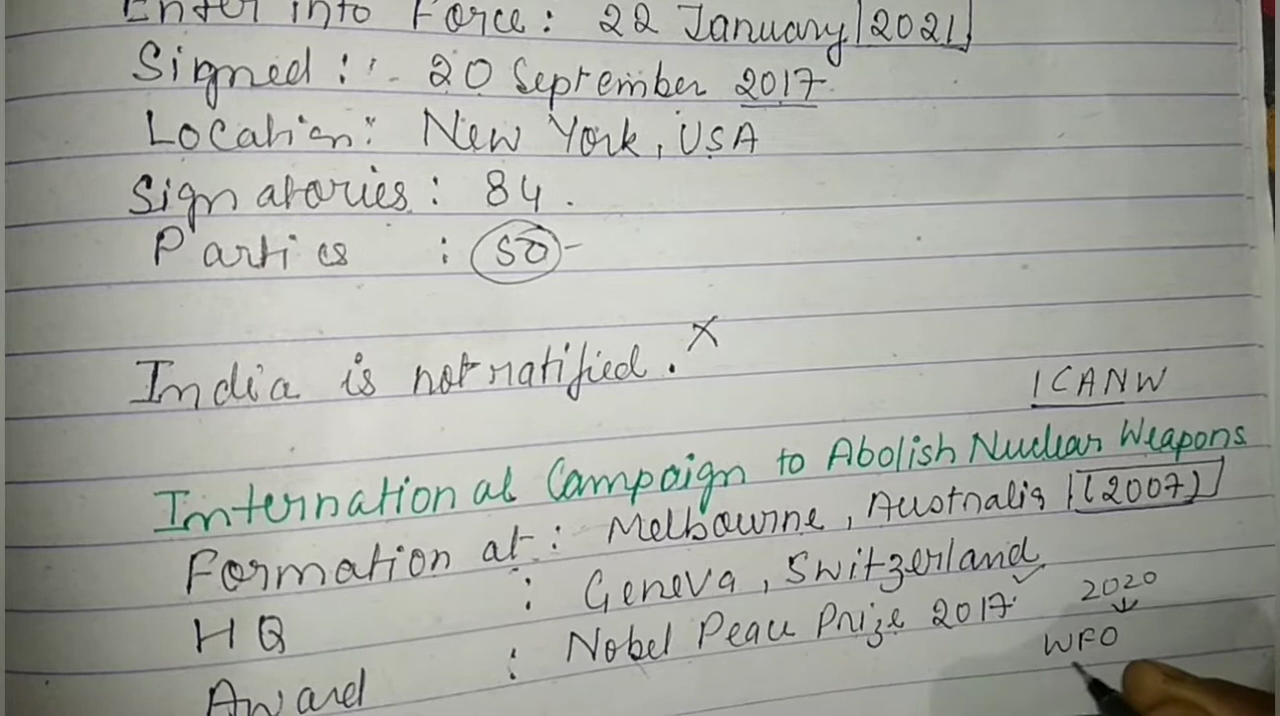 Enter into Force: 22 January 2021
Signed: 20 September 2017
Location: New York, USA
Signatories: 84.
Parties : 50
India is not ratified. X
ICANW
International Campaign to Abolish Nuclear Weapons
Formation at: Melbourne, Australia (2007)
HQ : Geneva, Switzerland
Award : Nobel Peace Prize 2017
2020
↓
WFO